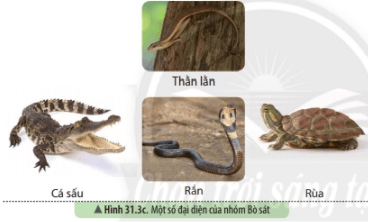 Thằn lằn
Cá sấu
Rắn
Rùa
▲ Hình 31.3c. Một số đại diện của nhóm Bò sát